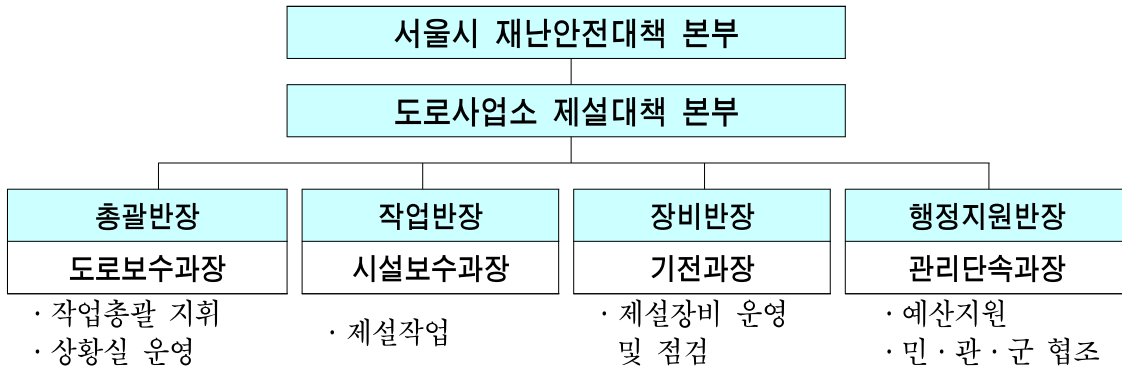 서울시 재난안전대책 본부
도로사업소 제설대책 본부
총괄반장
도로보수과장
· 작업총괄 지휘
· 상황실 운영
작업반장
시설보수과장
· 제설작업
장비반장
기전과장
· 제설장비 운영
및 점검
행정지원반장
관리단속과장
· 예산지원
· 민 · 관 · 군 협조